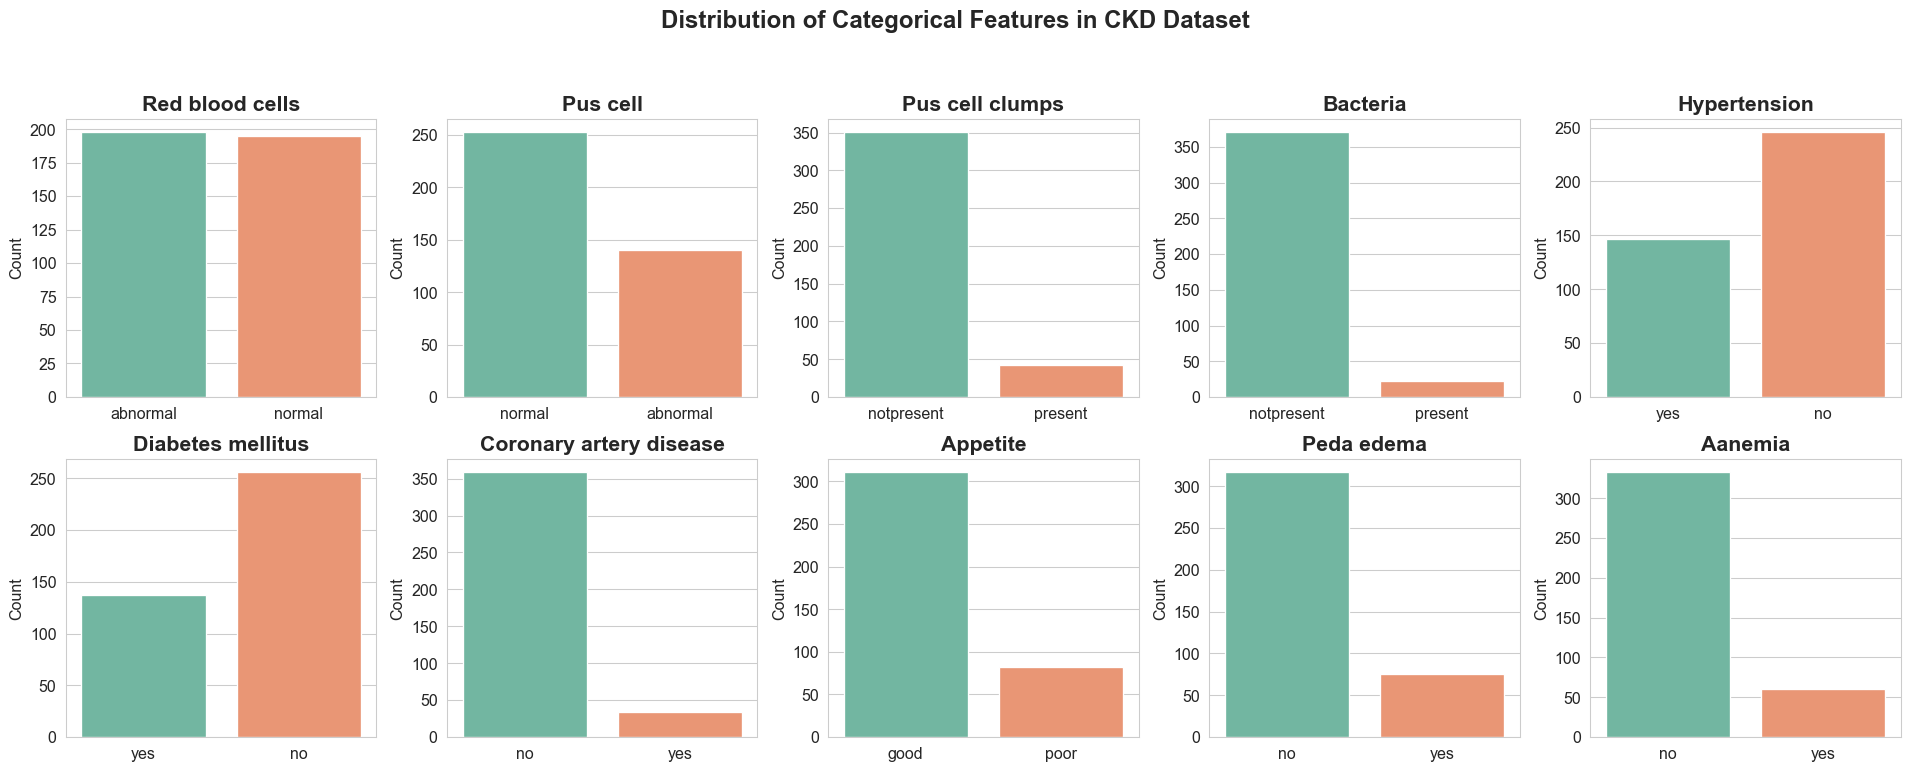 Distribution of Categorical Features in CKD Dataset
Red blood cells
200
175
150
125
100
75
50
25
0
Count
abnormal normal
Pus cell
250
200
150
100
50
0
Count
normal abnormal
Pus cell clumps
350
300
250
200
150
100
50
0
Count
notpresent present
Bacteria
350
300
250
200
150
100
50
0
Count
notpresent present
Hypertension
250
200
150
100
50
0
Count
yes no
Diabetes mellitus
250
200
150
100
50
0
Count
yes no
Coronary artery disease
350
300
250
200
150
100
50
0
Count
no yes
Appetite
300
250
200
150
100
50
0
Count
good poor
Peda edema
300
250
200
150
100
50
0
Count
no yes
Aanemia
300
250
200
150
100
50
0
Count
no yes